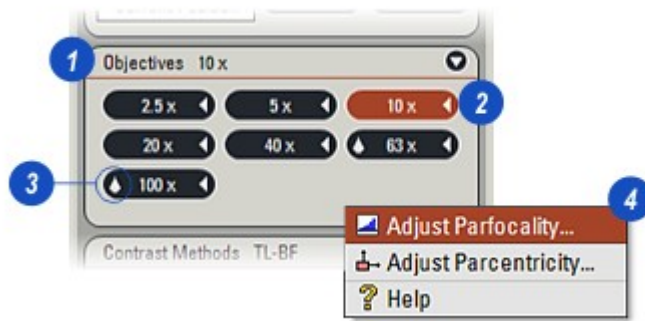 1 Objectives 10 x
2.5 x 5 x 10 x 2
20 x 40 x 63 x
3 100 x
4
Adjust Parfocality...
Contrast Methods TL-BF
Adjust Parcentricity...
? Help